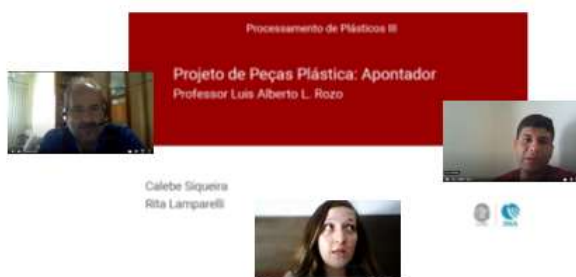 Processamento de Plásticos III
Projeto de Peças Plástica: Apontador
Professor Luis Alberto L. Rozo
Calebe Siqueira
Rita Lamparelli